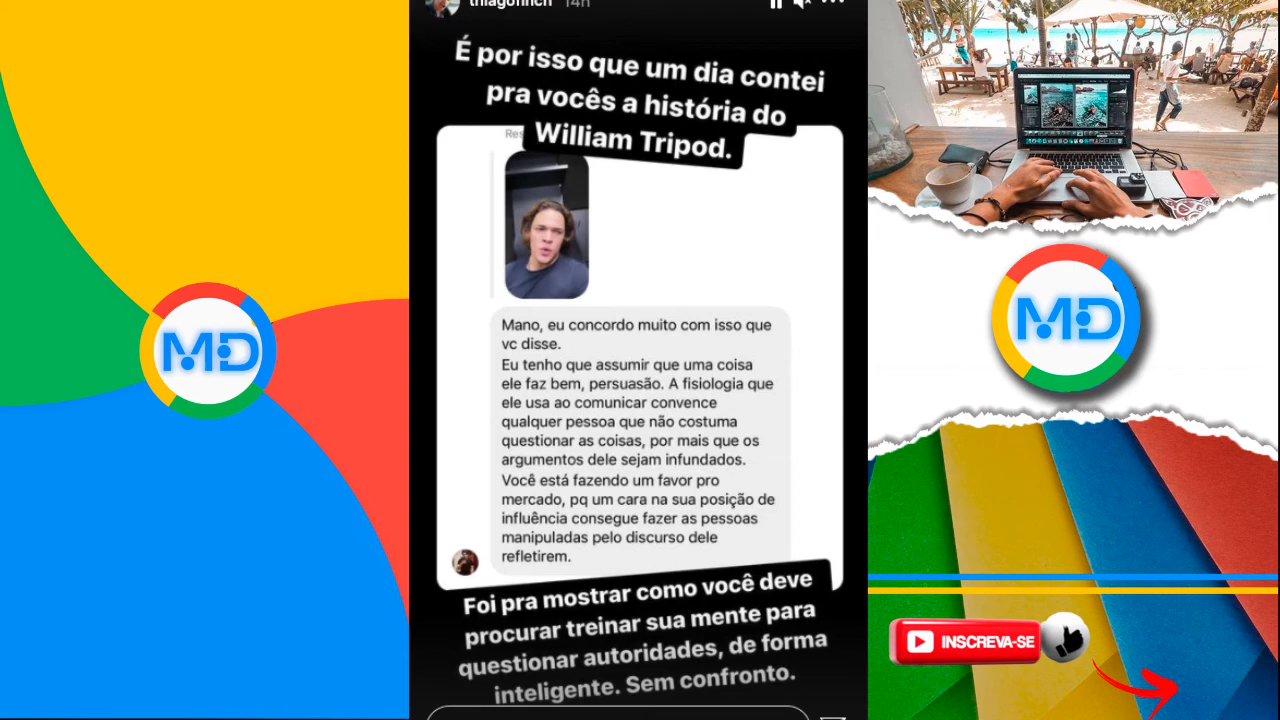 thiagofinch 14h
É por isso que um dia contei
pra vocês a história do
William Tripod.
Mano, eu concordo muito com isso que
vc disse.
Eu tenho que assumir que uma coisa
ele faz bem, persuasão. A fisiologia que
ele usa ao comunicar convence
qualquer pessoa que não costuma
questionar as coisas, por mais que os
argumentos dele sejam infundados.
Você está fazendo um favor pro
mercado, pq um cara na sua posição de
influência consegue fazer as pessoas
manipuladas pelo discurso dele
refletirem.
Foi pra mostrar como você deve
procurar treinar sua mente para
questionar autoridades, de forma
inteligente. Sem confronto.
MD
MD
INSCREVA-SE